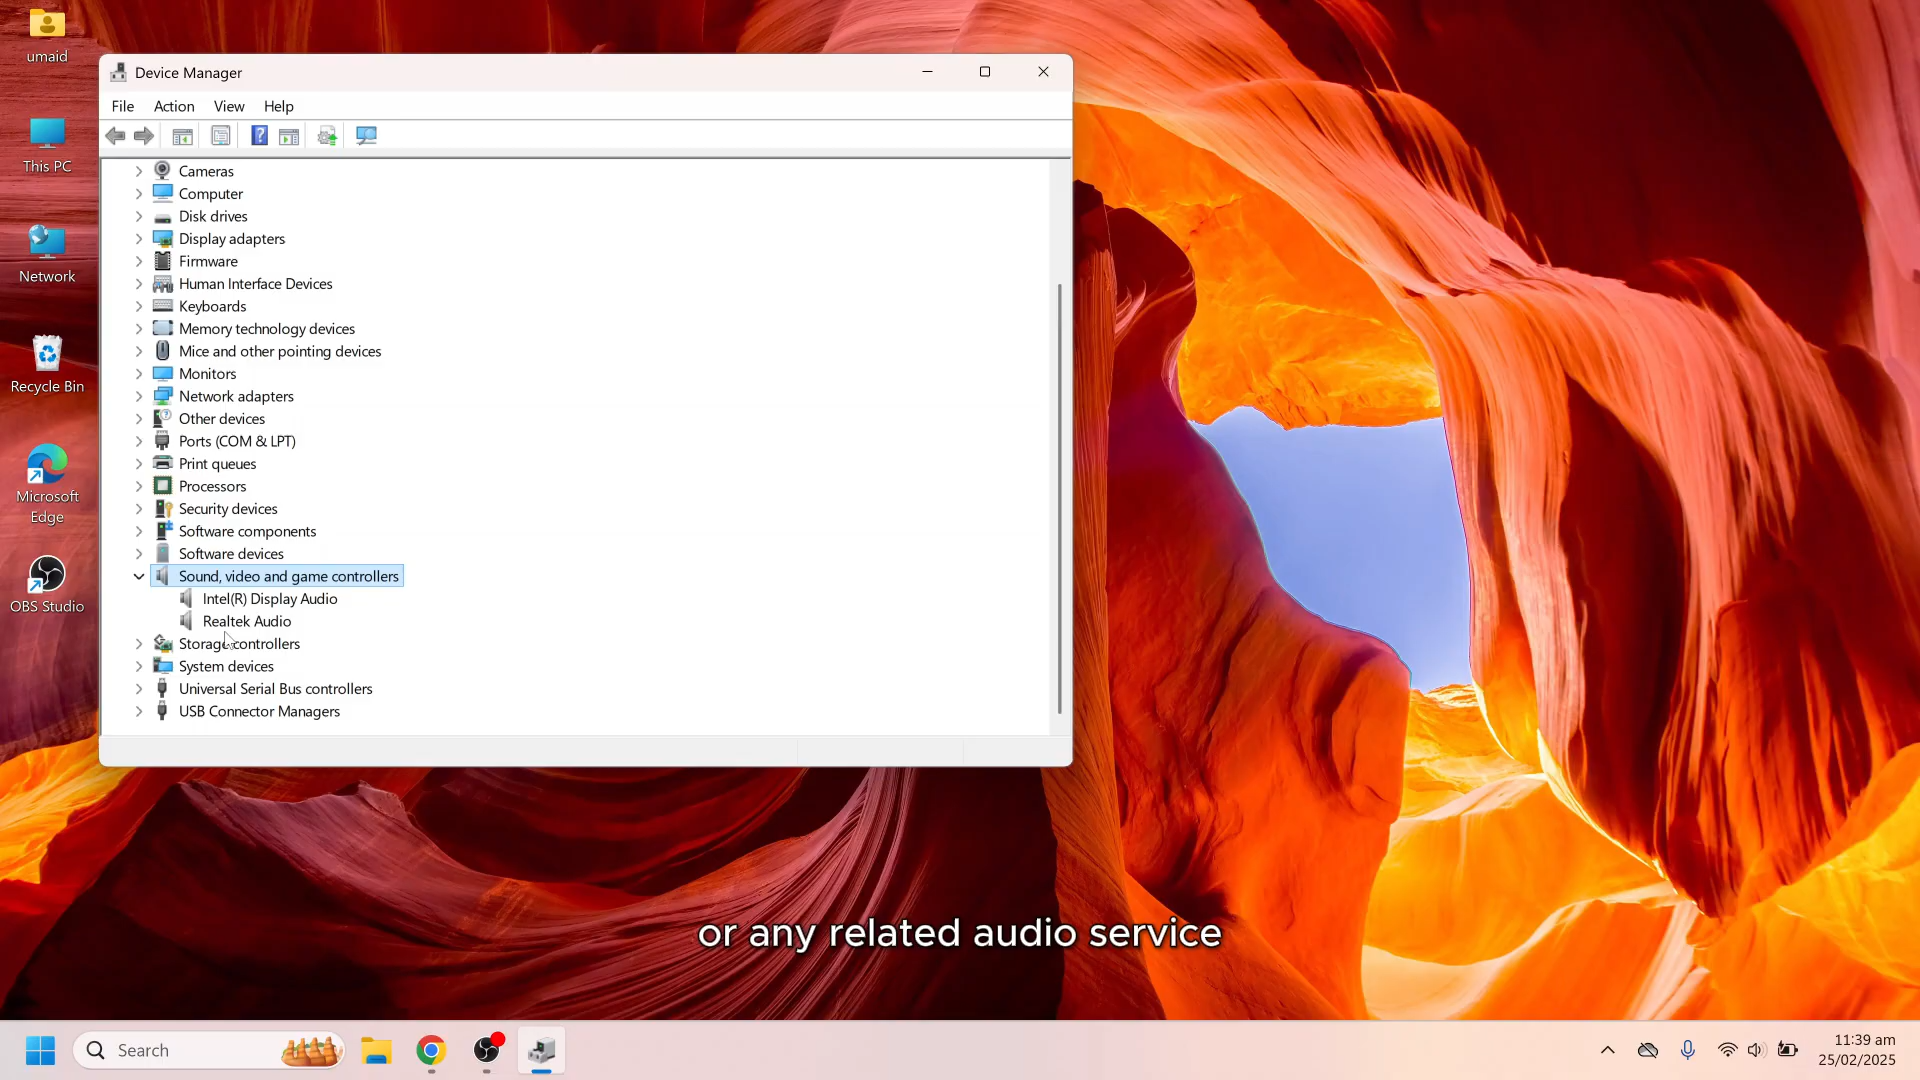 umaid
This PC
Network
Recycle Bin
Microsoft
Edge
OBS Studio
Device Manager
File Action View Help
Cameras
Computer
Disk drives
Display adapters
Firmware
Human Interface Devices
Keyboards
Memory technology devices
Mice and other pointing devices
Monitors
Network adapters
Other devices
Ports (COM & LPT)
Print queues
Processors
Security devices
Software components
Software devices
Sound, video and game controllers
Intel(R) Display Audio
Realtek Audio
Storage controllers
System devices
Universal Serial Bus controllers
USB Connector Managers
or any related audio service
Search
11:39 am
25/02/2025